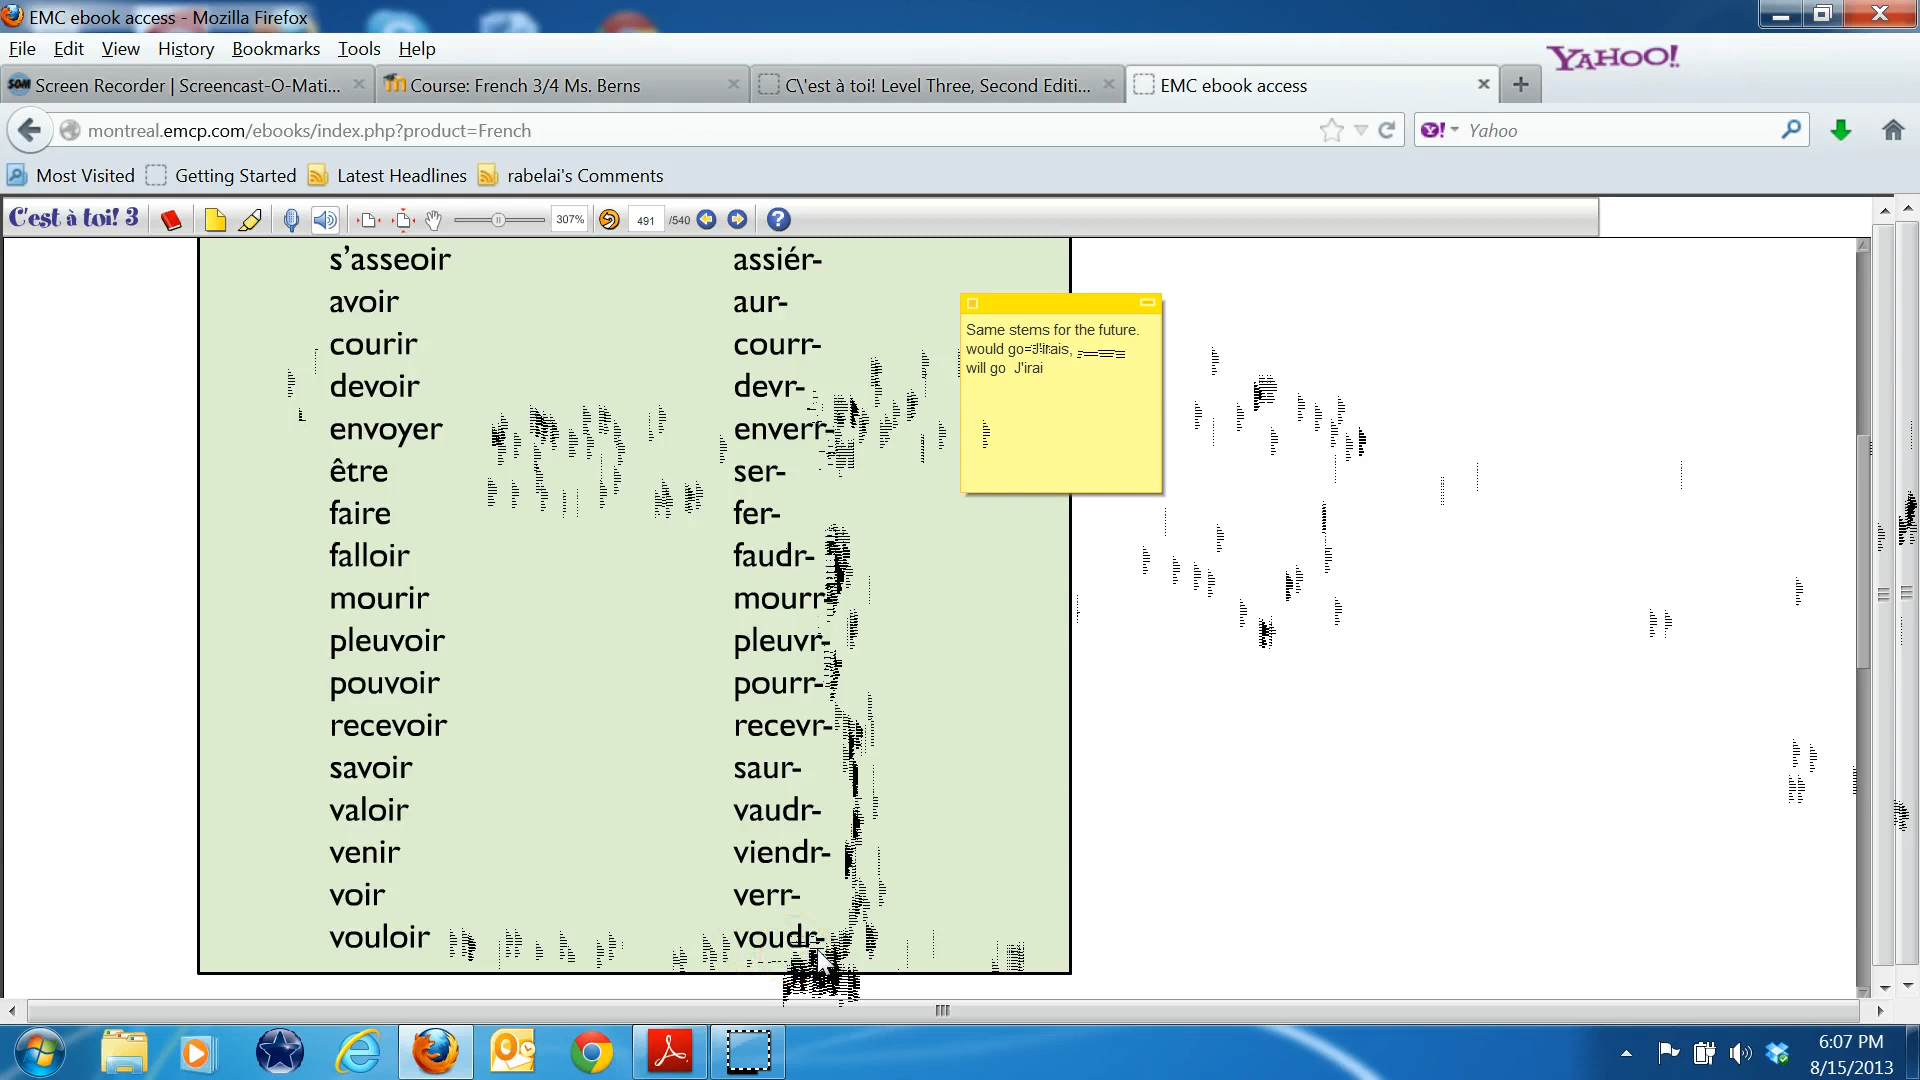 EMC ebook access - Mozilla Firefox
File Edit View History Bookmarks Tools Help
YAHOO!
Screen Recorder | Screencast-O-Mati...
Course: French 3/4 Ms. Berns
C\'est à toi! Level Three, Second Editi...
EMC ebook access
montreal.emcp.com/ebooks/index.php?product=French
Yahoo
Most Visited Getting Started Latest Headlines rabelai's Comments
C'est à toi! 3 307% 491 /540
s'asseoir assiér-
avoir aur-
courir courr-
devoir devr-
envoyer enverr-
être ser-
faire fer-
falloir faudr-
mourir mourr-
pleuvoir pleuvr-
pouvoir pourr-
recevoir recevr-
savoir saur-
valoir vaudr-
venir viendr-
voir verr-
vouloir voudr-
Same stems for the future.
would go=J'irais,
will go J'irai
6:07 PM
8/15/2013